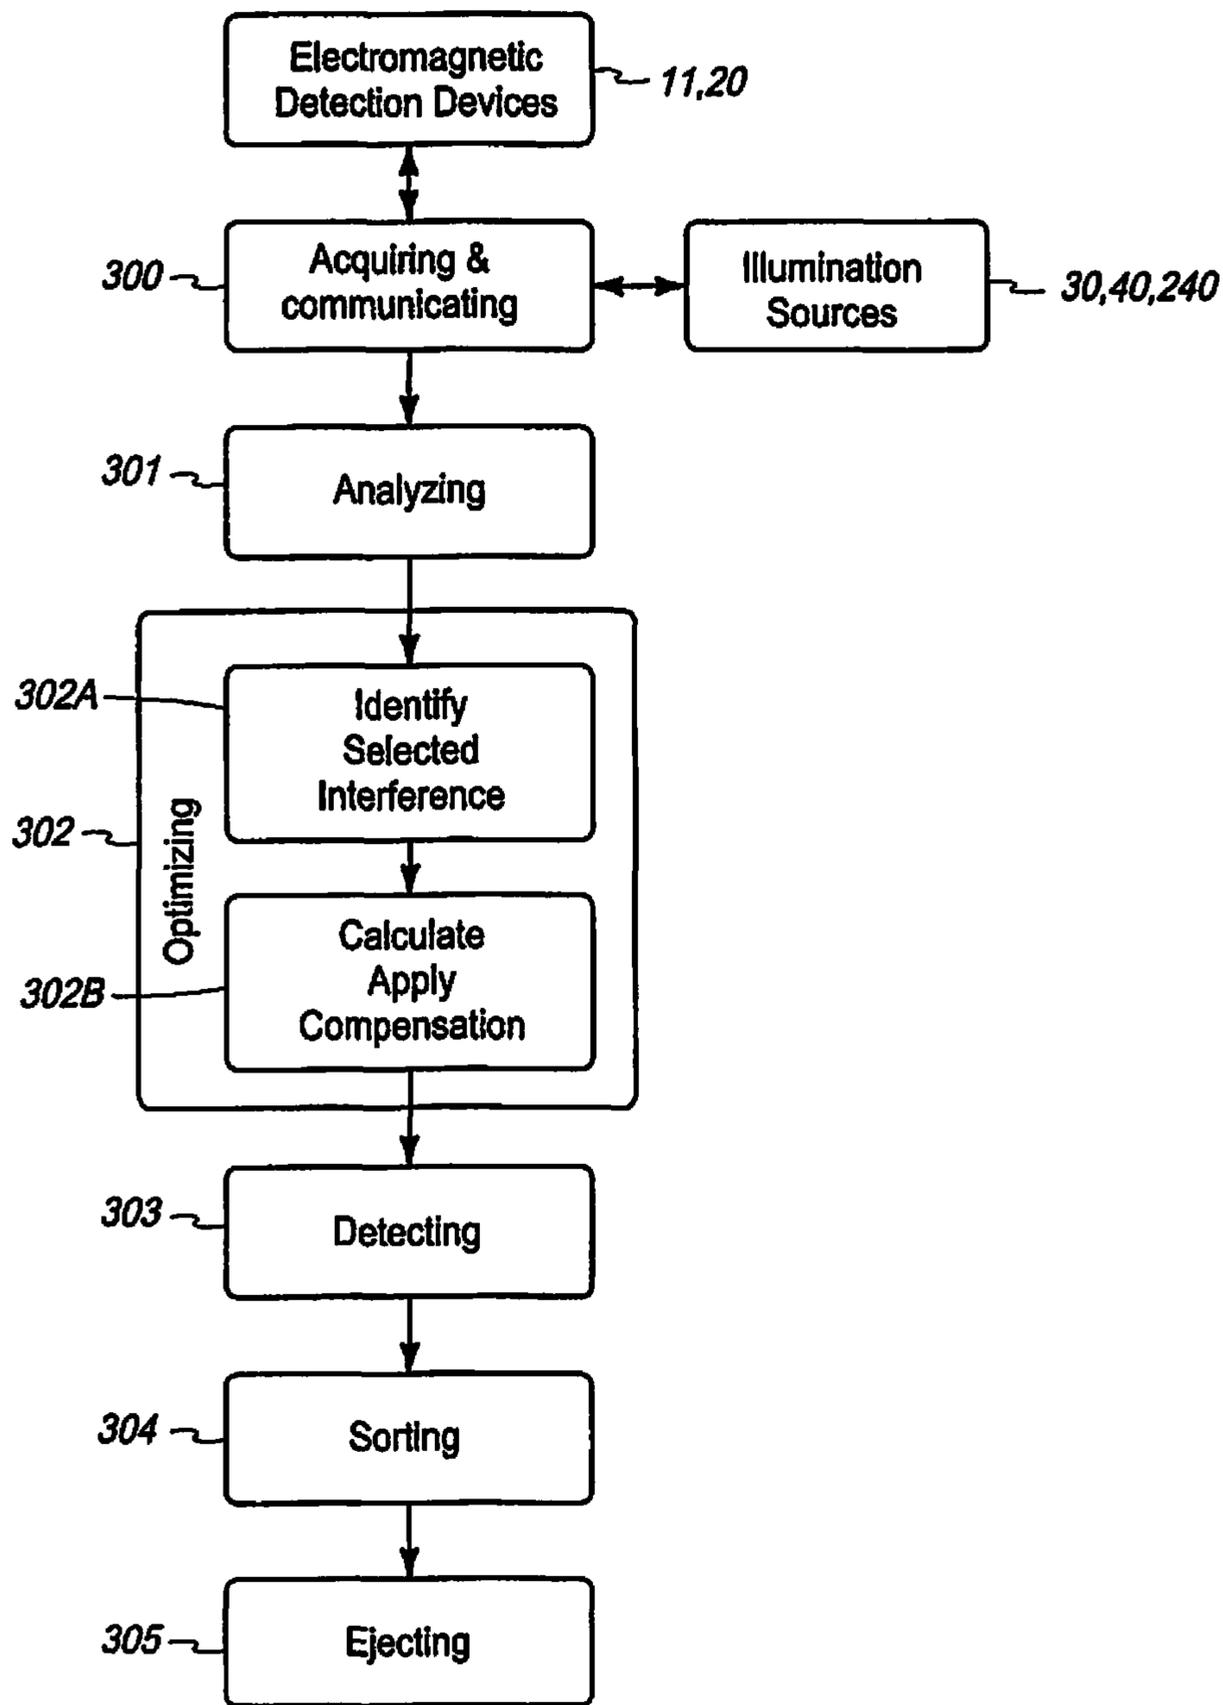 Electromagnetic
Detection Devices
11,20
300
Acquiring &
communicating
Illumination
Sources
30,40,240
301
Analyzing
302A
Identify
Selected
Interference
302
Optimizing
302B
Calculate
Apply
Compensation
303
Detecting
304
Sorting
305
Ejecting